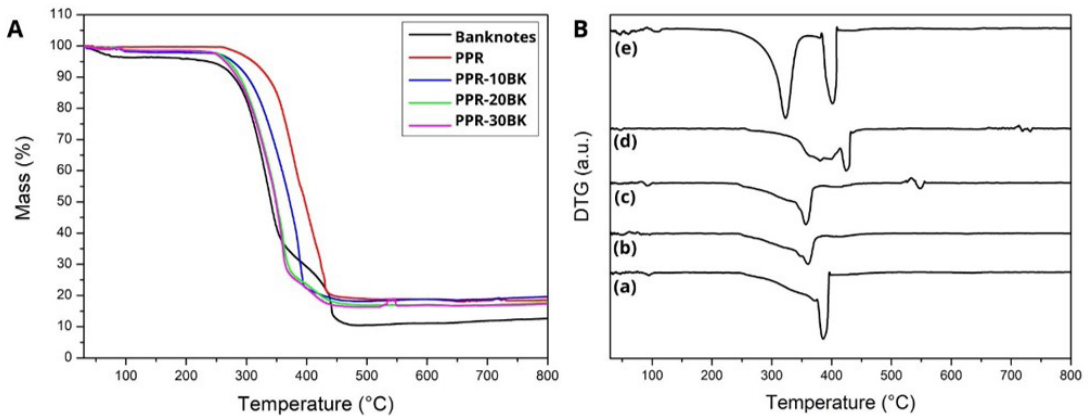 A
Banknotes
PPR
PPR-10BK
PPR-20BK
PPR-30BK
100
90
80
70
60
50
40
30
20
10
0
Mass (%)
100 200 300 400 500 600 700 800
Temperature (°C)
B
(e)
(d)
(c)
(b)
(a)
DTG (a.u.)
100 200 300 400 500 600 700 800
Temperature (°C)